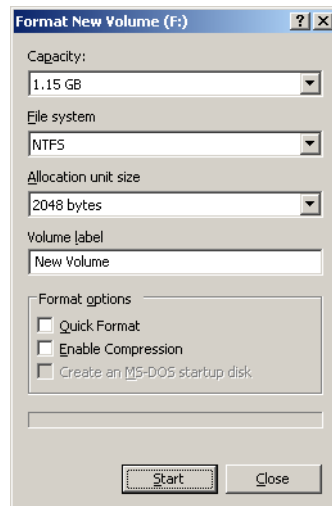 Format New Volume (F:)
Capacity:
1.15 GB
File system
NTFS
Allocation unit size
2048 bytes
Volume label
New Volume
Format options
Quick Format
Enable Compression
Create an MS-DOS startup disk
Start Close